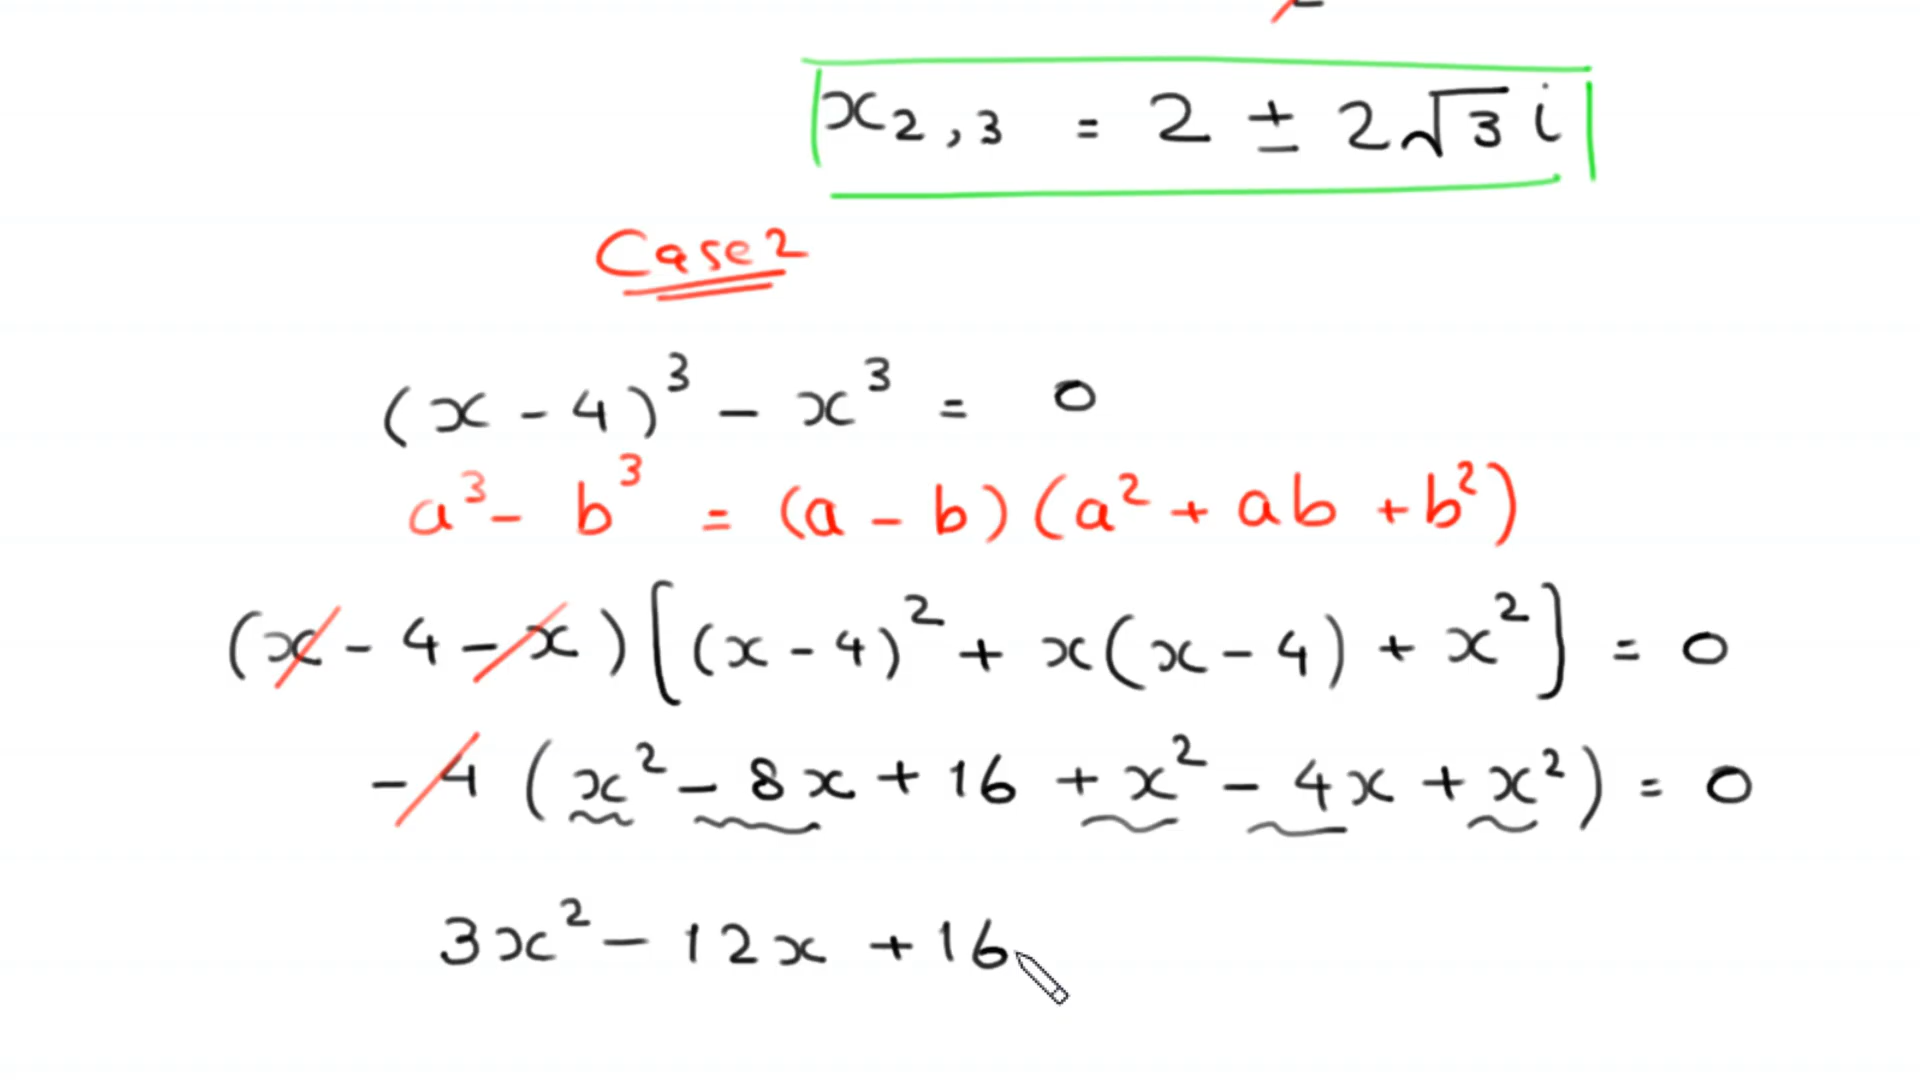 x₂,₃ = 2 ± 2√3 i
Case 2
(x - 4)³ - x³ = 0
a³ - b³ = (a - b)(a² + ab + b²)
(x - 4 - x)[(x - 4)² + x(x - 4) + x²] = 0
-4(x² - 8x + 16 + x² - 4x + x²) = 0
3x² - 12x + 16